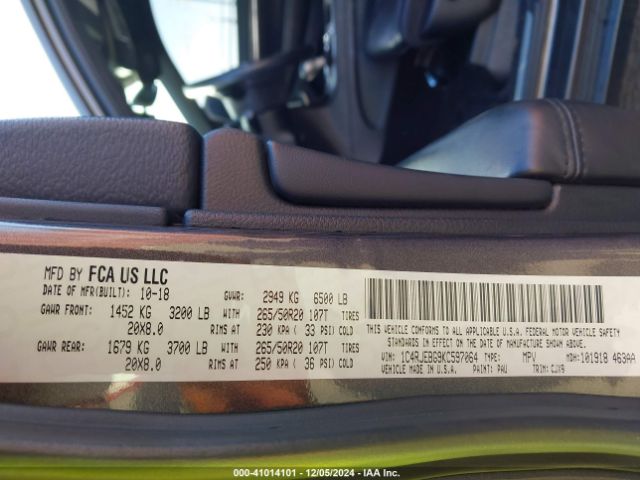 MFD BY FCA US LLC
DATE OF MFR(BUILT): 10-18 GVWR: 2949 KG 6500 LB
GAWR FRONT: 1452 KG 3200 LB WITH 265/50R20 107T TIRES
20X8.0 RIMS AT 230 KPA ( 33 PSI) COLD
GAWR REAR: 1679 KG 3700 LB WITH 265/50R20 107T TIRES
20X8.0 RIMS AT 250 KPA ( 36 PSI) COLD
THIS VEHICLE CONFORMS TO ALL APPLICABLE U.S.A. FEDERAL MOTOR VEHICLE SAFETY
STANDARDS IN EFFECT ON THE DATE OF MANUFACTURE SHOWN ABOVE.
VIN: 1C4RJEBG9KC597064 TYPE: MPV MDH: 101918 463AA
VEHICLE MADE IN U.S.A. PAINT: PAU TRIM: CJX9
000-41014101 - 12/05/2024 - IAA Inc.